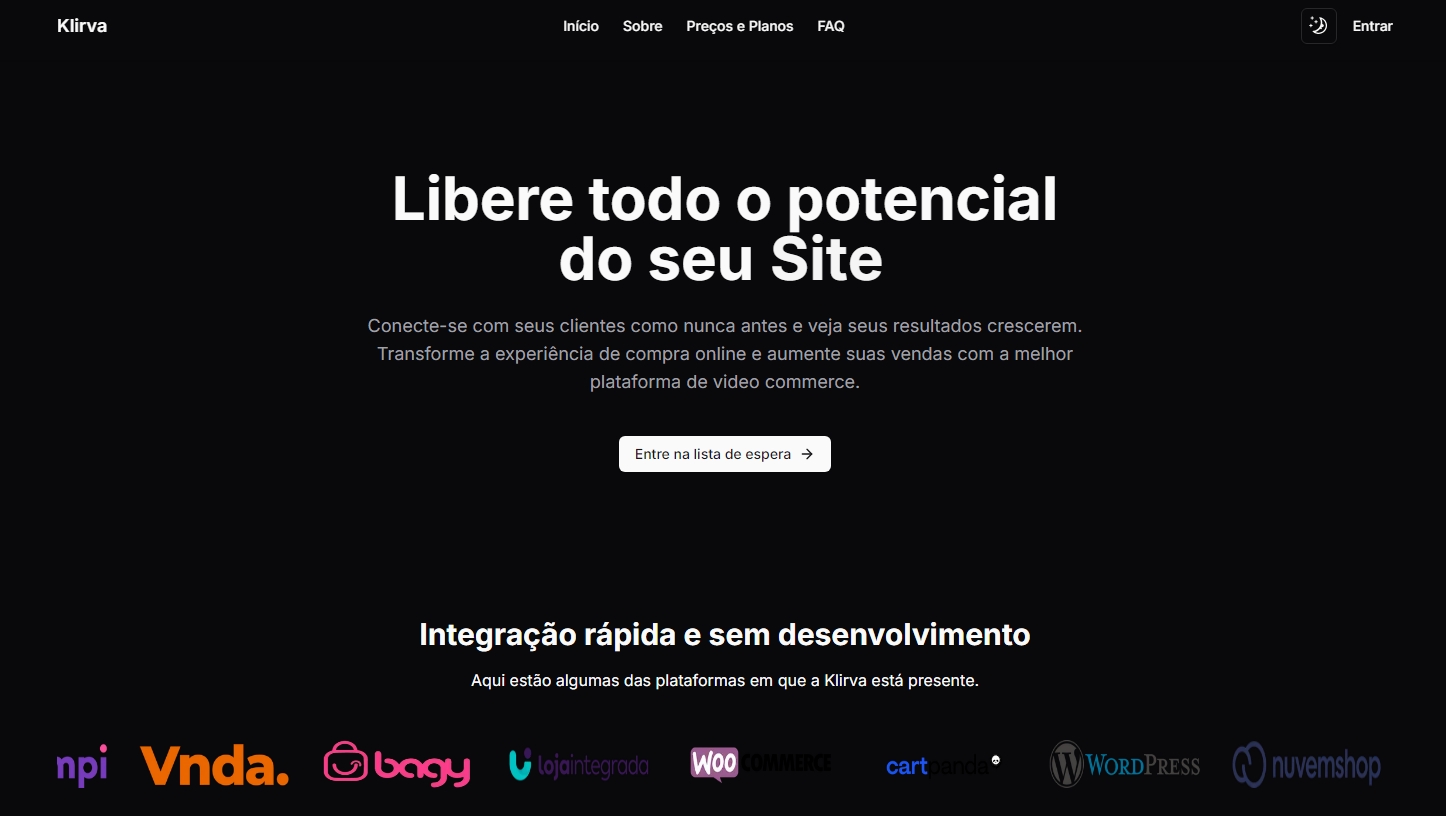 Klirva
Início Sobre Preços e Planos FAQ
Entrar
Libere todo o potencial
do seu Site
Conecte-se com seus clientes como nunca antes e veja seus resultados crescerem.
Transforme a experiência de compra online e aumente suas vendas com a melhor
plataforma de video commerce.
Entre na lista de espera
Integração rápida e sem desenvolvimento
Aqui estão algumas das plataformas em que a Klirva está presente.
npi Vnda. bagy lojaintegrada WOO COMMERCE cartpanda WORDPRESS nuvemshop